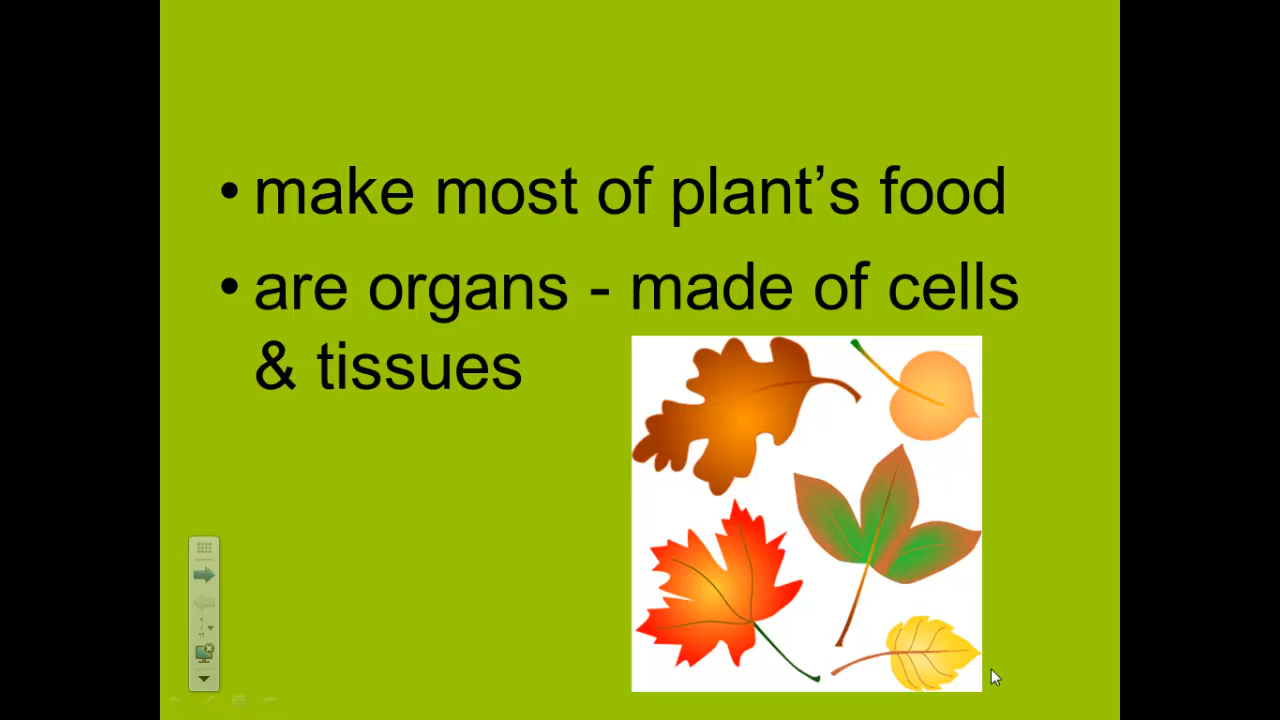 • make most of plant’s food
• are organs - made of cells
& tissues